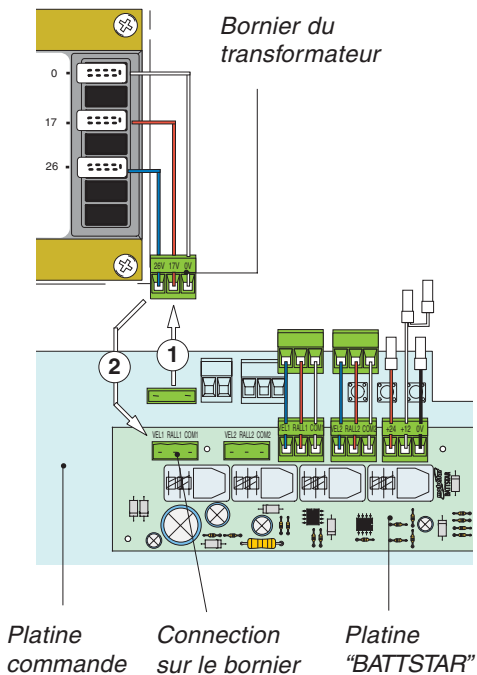 Bornier du
transformateur
0
17
26
26V 17V 0V
2
1
VEL1 RALL1 COM1
VEL2 RALL2 COM2
VEL1 RALL1 COM1
VEL2 RALL2 COM2
+24 +12 0V
BATTSTAR
Platine
commande
Connection
sur le bornier
Platine
“BATTSTAR”